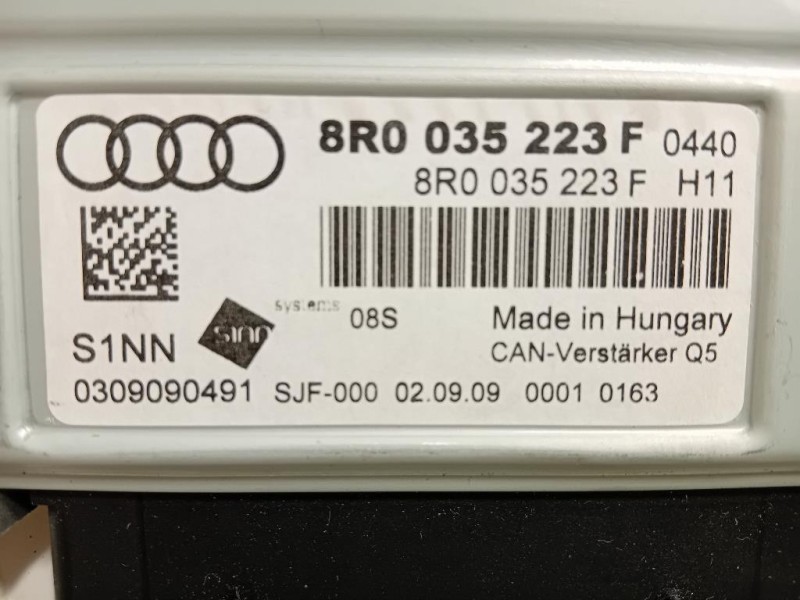 8R0 035 223 F 0440
8R0 035 223 F H11
systems
sinn
08S
Made in Hungary
S1NN
CAN-Verstärker Q5
0309090491 SJF-000 02.09.09 0001 0163